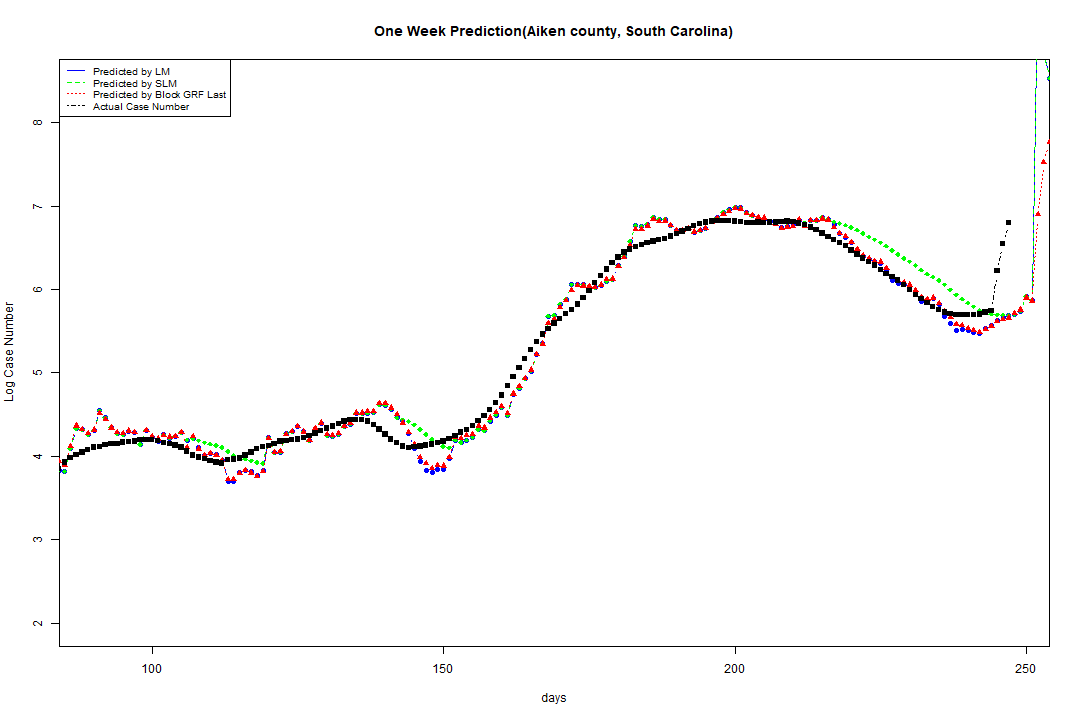 One Week Prediction(Aiken county, South Carolina)
Predicted by LM
Predicted by SLM
Predicted by Block GRF Last
Actual Case Number
Log Case Number
8
7
6
5
4
3
2
100 150 200 250
days